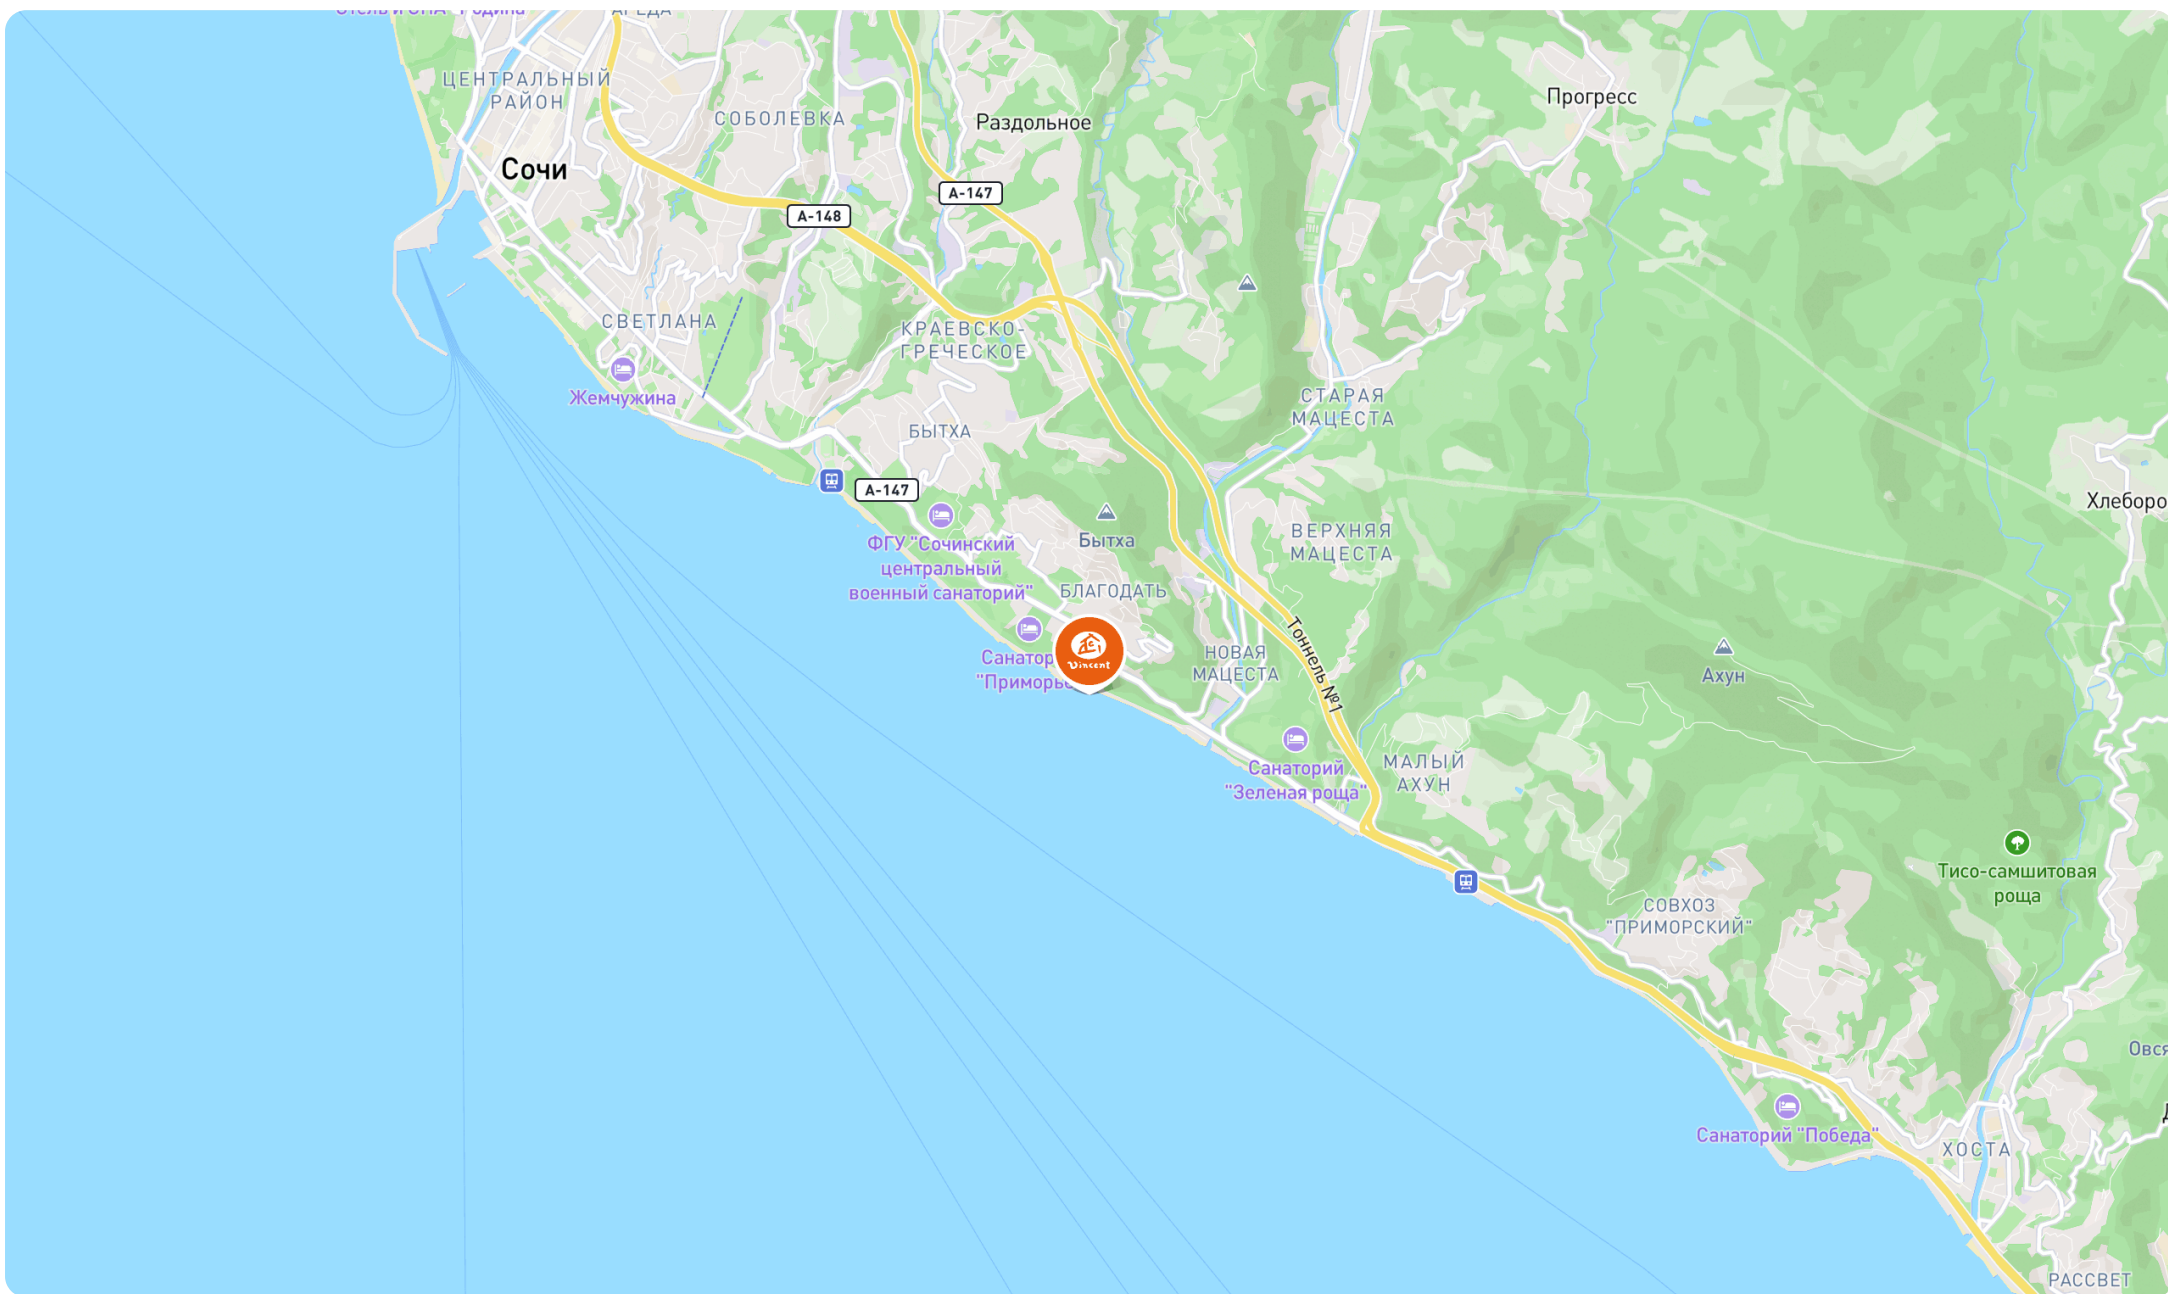 ЦЕНТРАЛЬНЫЙ
РАЙОН
СОБОЛЕВКА
Раздольное
Прогресс
Сочи
А-147
А-148
СВЕТЛАНА
КРАЕВСКО-
ГРЕЧЕСКОЕ
Жемчужина
СТАРАЯ
МАЦЕСТА
БЫТХА
А-147
Хлеборо
ФГУ "Сочинский
центральный
военный санаторий"
Бытха
ВЕРХНЯЯ
МАЦЕСТА
БЛАГОДАТЬ
Тоннель №1
Vincent
Санатор
"Приморье
НОВАЯ
МАЦЕСТА
Ахун
Санаторий
"Зеленая роща"
МАЛЫЙ
АХУН
Тисо-самшитовая
роща
СОВХОЗ
"ПРИМОРСКИЙ"
Овся
Санаторий "Победа"
ХОСТА
РАССВЕТ